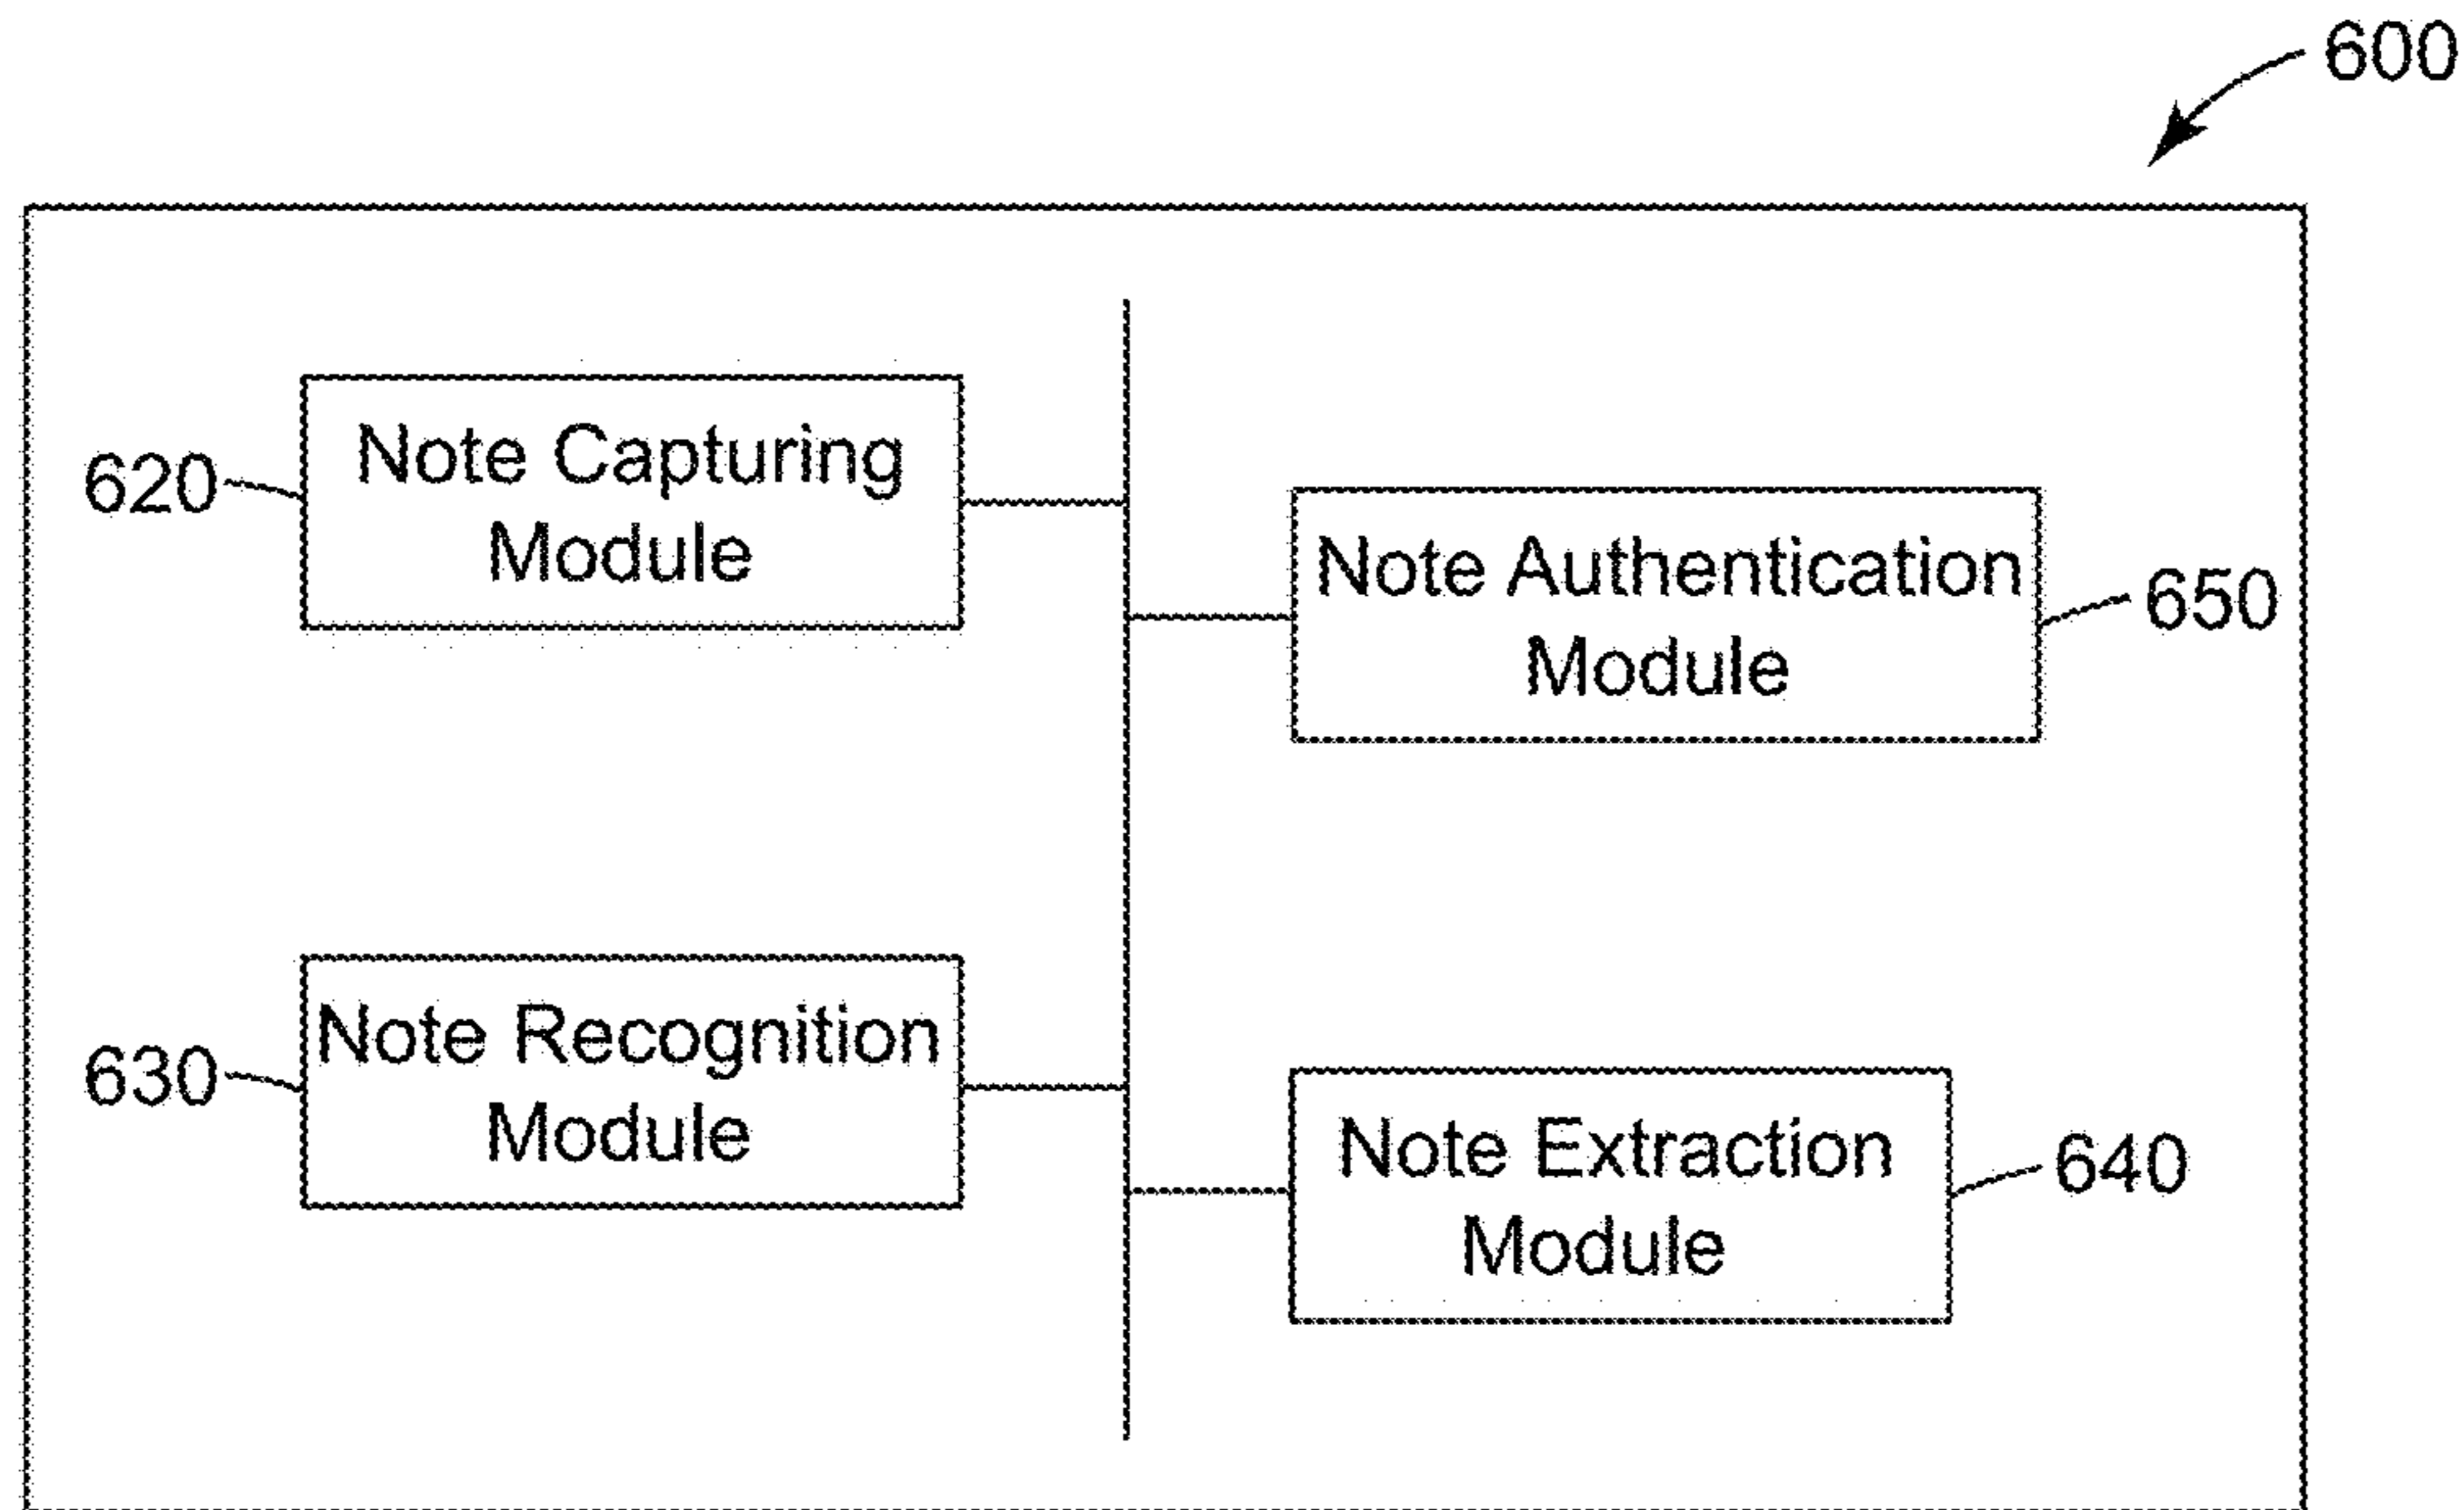 600
620
Note Capturing
Module
Note Authentication
Module
650
630
Note Recognition
Module
Note Extraction
Module
640